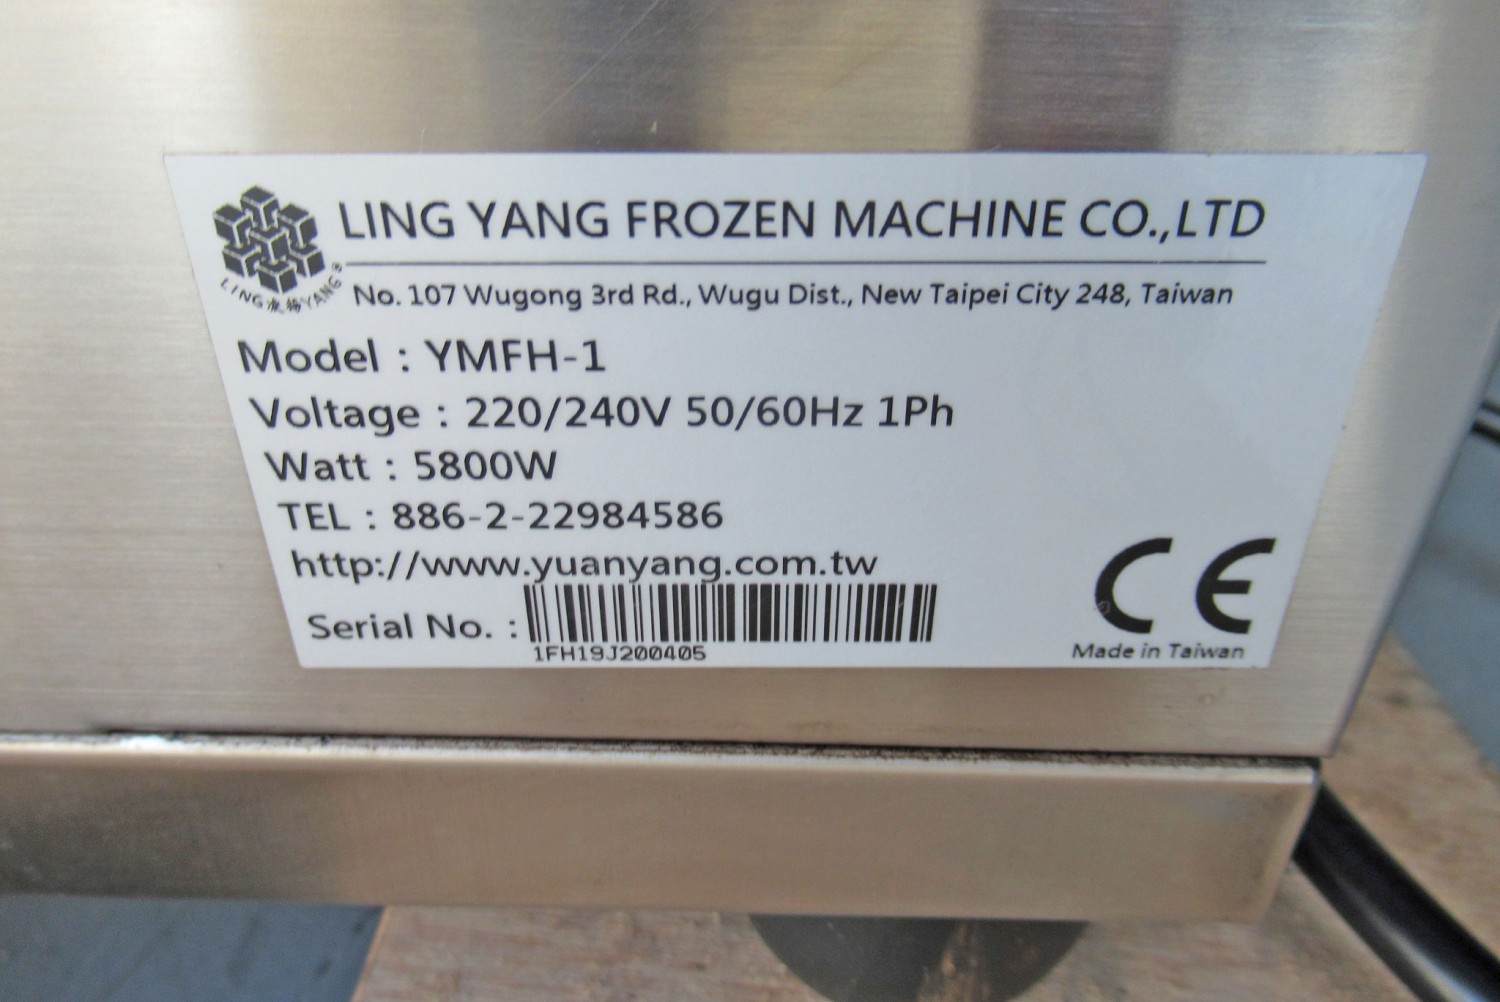 LING YANG FROZEN MACHINE CO.,LTD
LING YANG®
No. 107 Wugong 3rd Rd., Wugu Dist., New Taipei City 248, Taiwan
Model : YMFH-1
Voltage : 220/240V 50/60Hz 1Ph
Watt : 5800W
TEL : 886-2-22984586
http://www.yuanyang.com.tw
Serial No. :
1FH19J200405
CE
Made in Taiwan